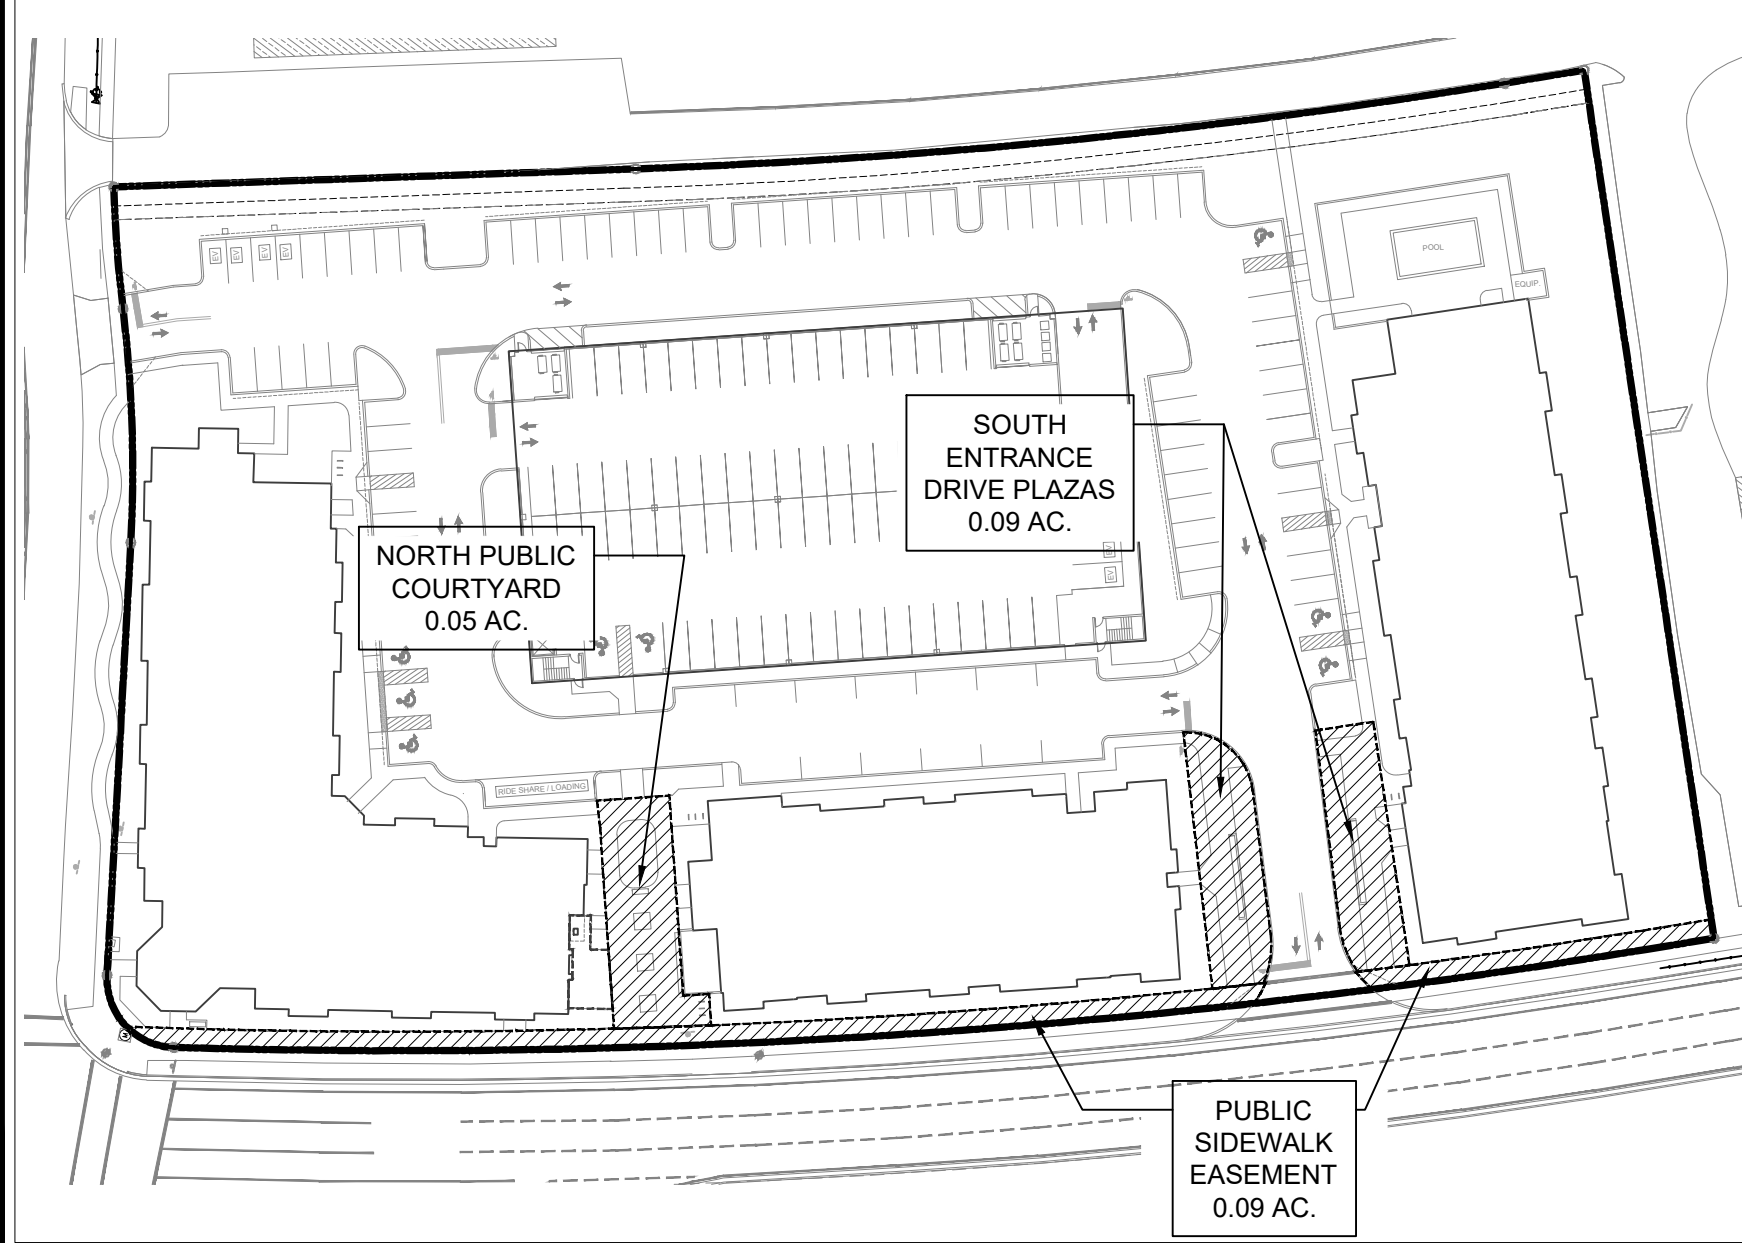 POOL
EQUIP.
EV
EV
EV
EV
SOUTH
ENTRANCE
DRIVE PLAZAS
0.09 AC.
NORTH PUBLIC
COURTYARD
0.05 AC.
EV
EV
RIDE SHARE / LOADING
PUBLIC
SIDEWALK
EASEMENT
0.09 AC.